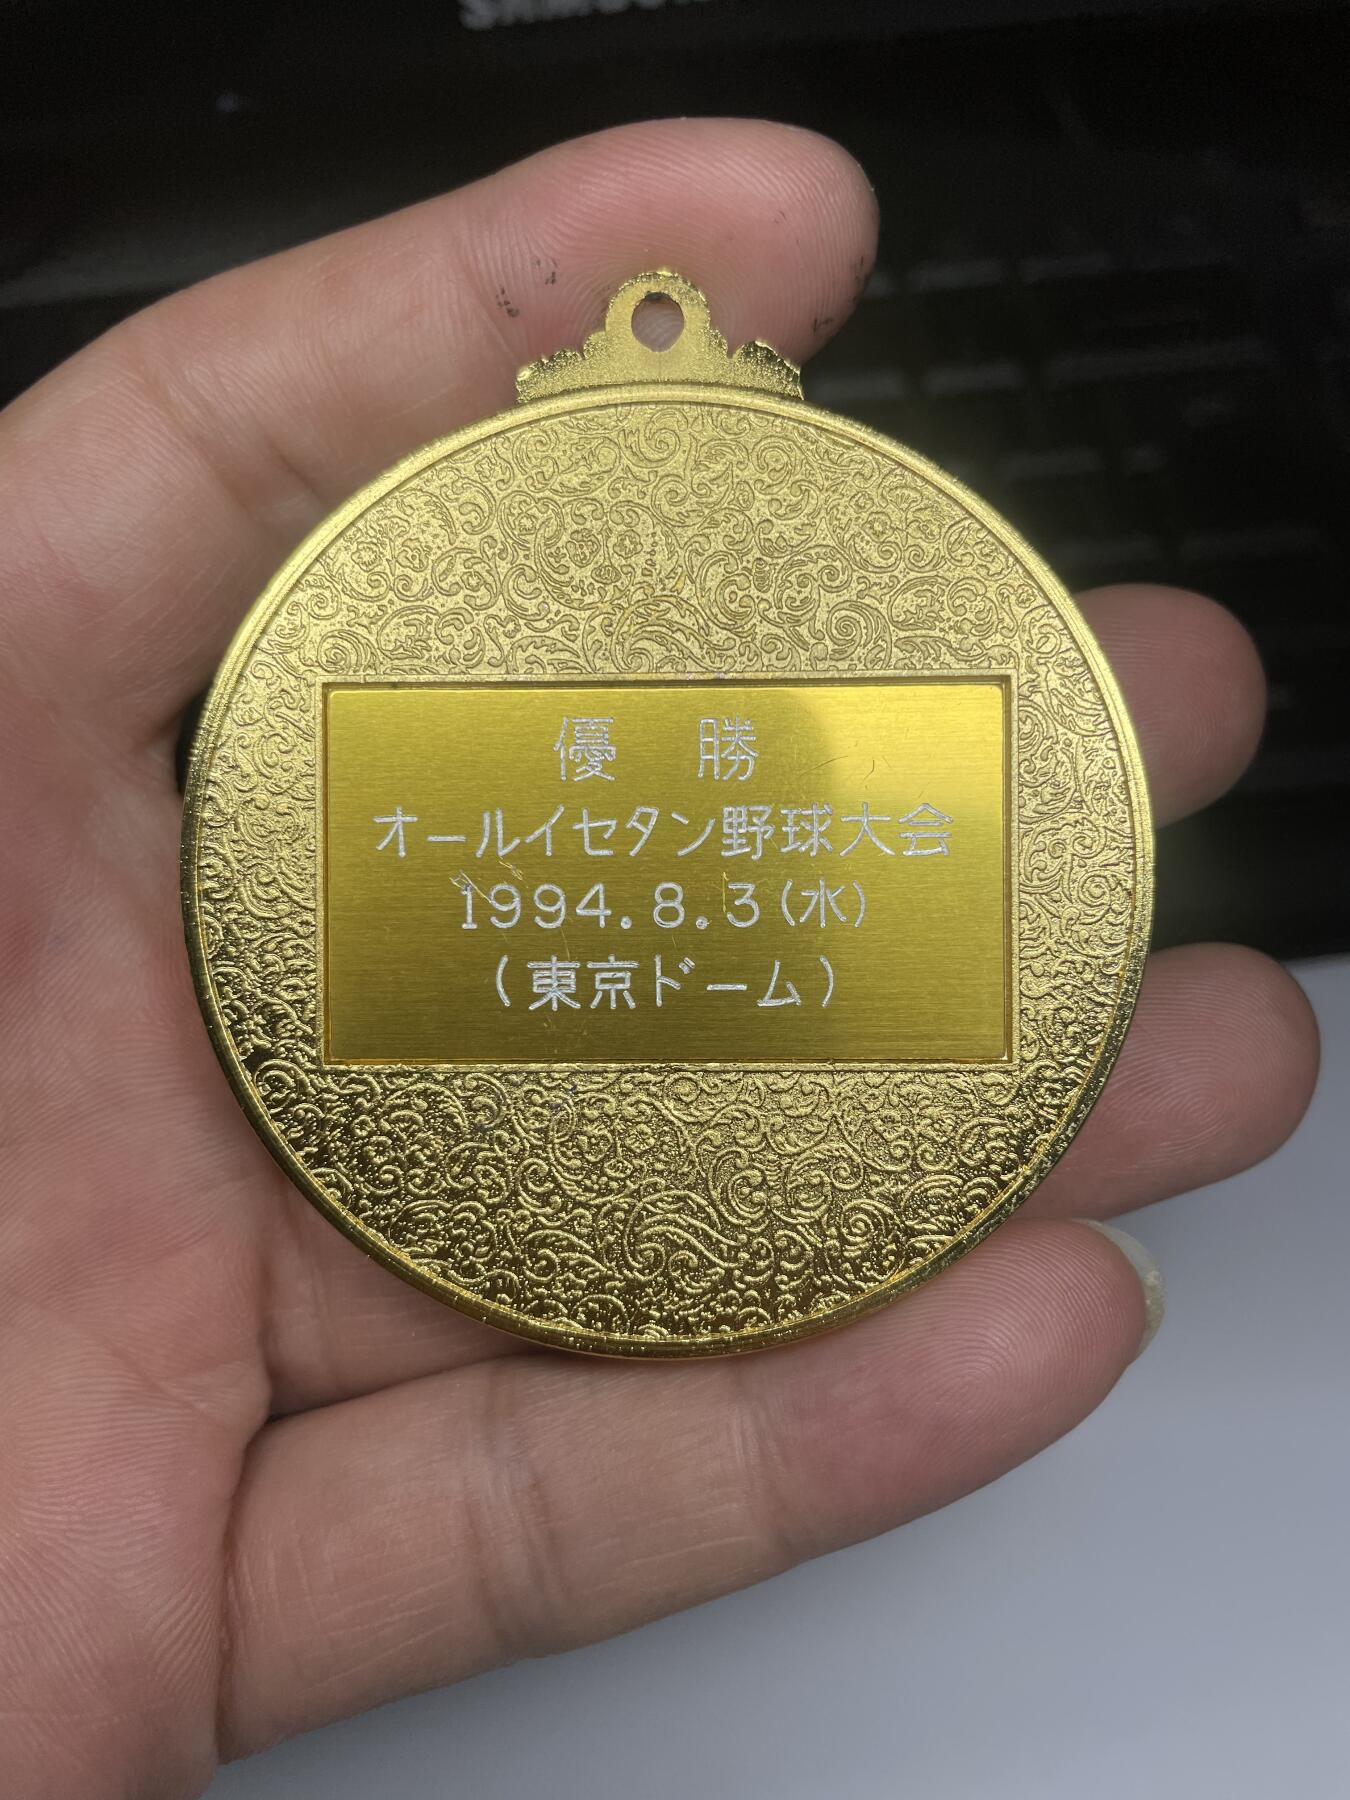 優 勝
オールイセタン野球大会
1994.8.3(水)
(東京ドーム)